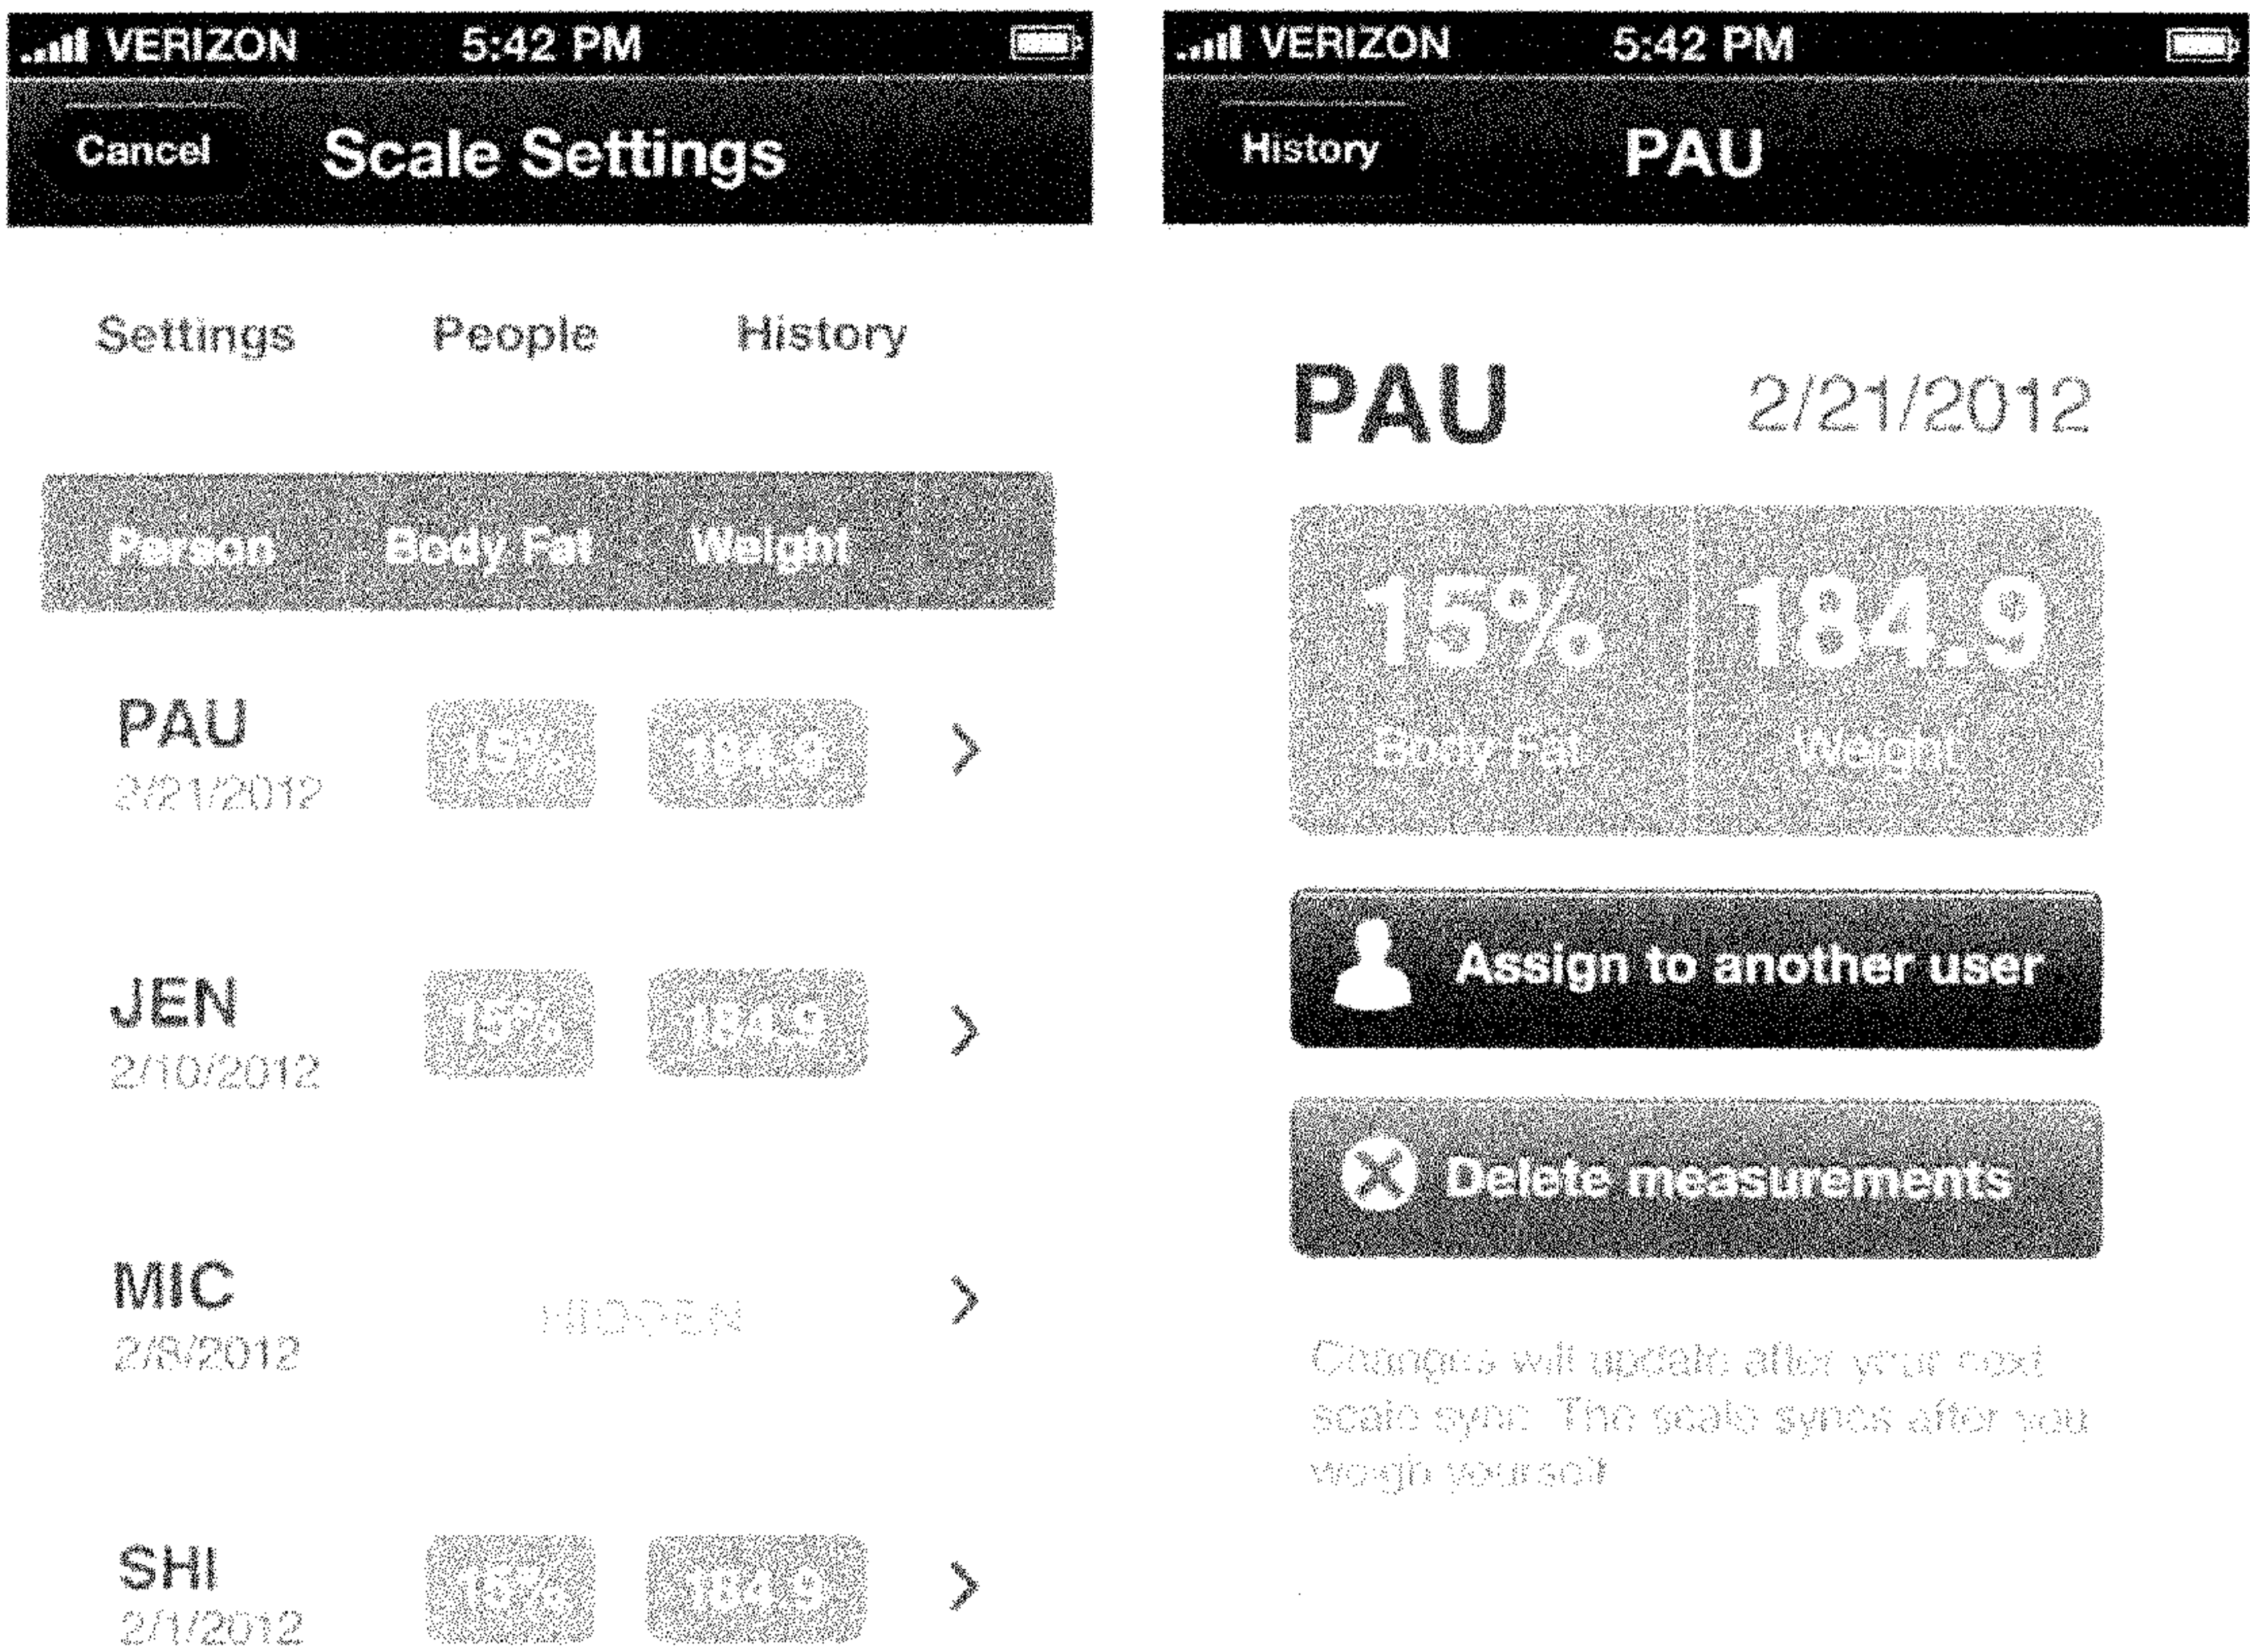 VERIZON 5:42 PM
Cancel Scale Settings
Settings People History
Person Body Fat Weight
PAU 15% 184.9
2/21/2012
JEN 15% 184.9
2/10/2012
MIC HIDDEN
2/8/2012
SHI 15% 184.9
2/1/2012
VERIZON 5:42 PM
History PAU
PAU 2/21/2012
15% 184.9
Body Fat Weight
Assign to another user
Delete measurements
Changes will update after your next
scale sync. The scale syncs after you
weigh yourself